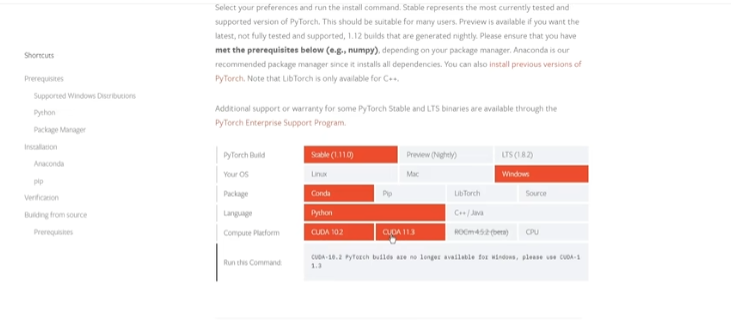 Select your preferences and run the install command. Stable represents the most currently tested and
supported version of PyTorch. This should be suitable for many users. Preview is available if you want the
latest, not fully tested and supported, 1.12 builds that are generated nightly. Please ensure that you have
met the prerequisites below (e.g., numpy), depending on your package manager. Anaconda is our
recommended package manager since it installs all dependencies. You can also install previous versions of
PyTorch. Note that LibTorch is only available for C++.
Additional support or warranty for some PyTorch Stable and LTS binaries are available through the
PyTorch Enterprise Support Program.
Shortcuts
Prerequisites
Supported Windows Distributions
Python
Package Manager
Installation
Anaconda
pip
Verification
Building from source
Prerequisites
PyTorch Build Stable (1.11.0) Preview (Nightly) LTS (1.8.2)
Your OS Linux Mac Windows
Package Conda Pip LibTorch Source
Language Python C++ / Java
Compute Platform CUDA 10.2 CUDA 11.3 ROCm 4.5.2 (beta) CPU
Run this Command: CUDA-10.2 PyTorch builds are no longer available for Windows, please use CUDA-1
1.3